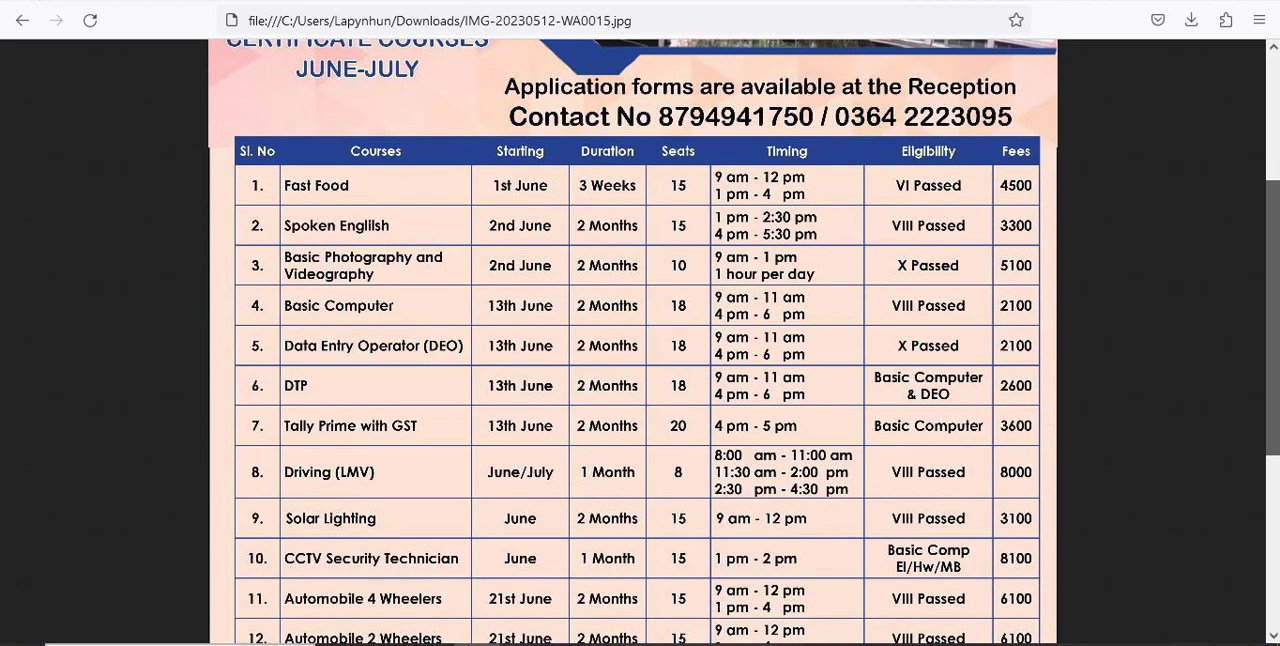 file:///C:/Users/Lapynhun/Downloads/IMG-20230512-WA0015.jpg
CERTIFICATE COURSES
JUNE-JULY
Application forms are available at the Reception
Contact No 8794941750 / 0364 2223095
Sl. No Courses Starting Duration Seats Timing Eligibility Fees
1. Fast Food 1st June 3 Weeks 15 9 am - 12 pm VI Passed 4500
1 pm - 4 pm
2. Spoken Englilsh 2nd June 2 Months 15 1 pm - 2:30 pm VIII Passed 3300
4 pm - 5:30 pm
3. Basic Photography and 2nd June 2 Months 10 9 am - 1 pm X Passed 5100
Videography 1 hour per day
4. Basic Computer 13th June 2 Months 18 9 am - 11 am VIII Passed 2100
4 pm - 6 pm
5. Data Entry Operator (DEO) 13th June 2 Months 18 9 am - 11 am X Passed 2100
4 pm - 6 pm
6. DTP 13th June 2 Months 18 9 am - 11 am Basic Computer 2600
4 pm - 6 pm & DEO
7. Tally Prime with GST 13th June 2 Months 20 4 pm - 5 pm Basic Computer 3600
8. Driving (LMV) June/July 1 Month 8 8:00 am - 11:00 am VIII Passed 8000
11:30 am - 2:00 pm
2:30 pm - 4:30 pm
9. Solar Lighting June 2 Months 15 9 am - 12 pm VIII Passed 3100
10. CCTV Security Technician June 1 Month 15 1 pm - 2 pm Basic Comp 8100
El/Hw/MB
11. Automobile 4 Wheelers 21st June 2 Months 15 9 am - 12 pm VIII Passed 6100
1 pm - 4 pm
12. Automobile 2 Wheelers 21st June 2 Months 15 9 am - 12 pm VIII Passed 6100